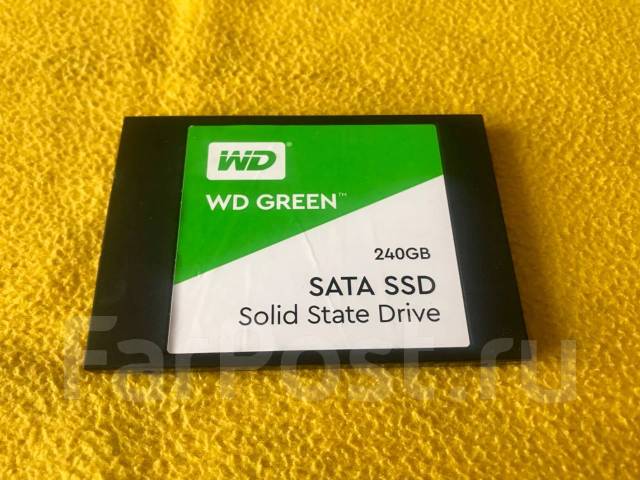 WD®
WD GREEN™
240GB
SATA SSD
Solid State Drive
FarPost.ru